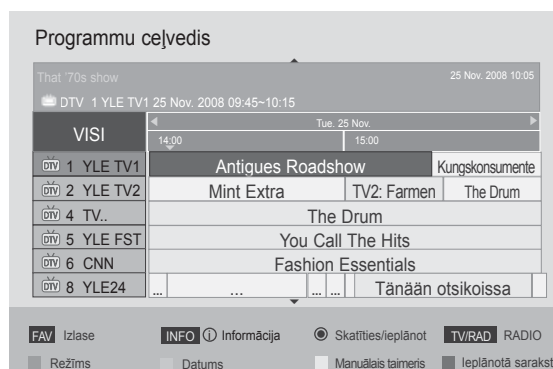 Programmu ceļvedis
That '70s show 25 Nov. 2008 10:05
DTV 1 YLE TV1 25 Nov. 2008 09:45~10:15
VISI Tue. 25 Nov.
14:00 15:00
DTV 1 YLE TV1 Antigues Roadshow Kungskonsumente
DTV 2 YLE TV2 Mint Extra TV2: Farmen The Drum
DTV 4 TV.. The Drum
DTV 5 YLE FST You Call The Hits
DTV 6 CNN Fashion Essentials
DTV 8 YLE24 ... ... ... ... Tänään otsikoissa
FAV Izlase INFO i Informācija Skatīties/ieplānot TV/RAD RADIO
Režīms Datums Manuālais taimeris Ieplānotā sarakst